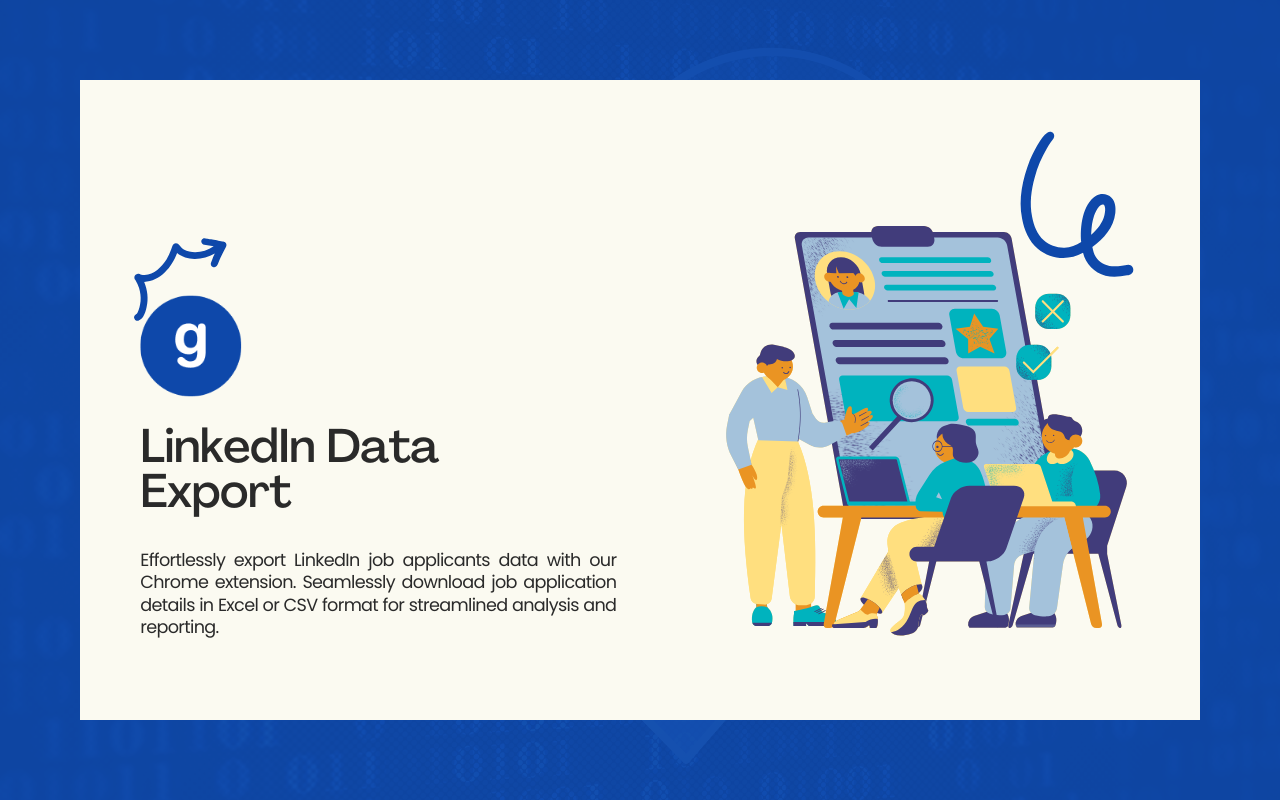 g
LinkedIn Data
Export
Effortlessly export LinkedIn job applicants data with our
Chrome extension. Seamlessly download job application
details in Excel or CSV format for streamlined analysis and
reporting.